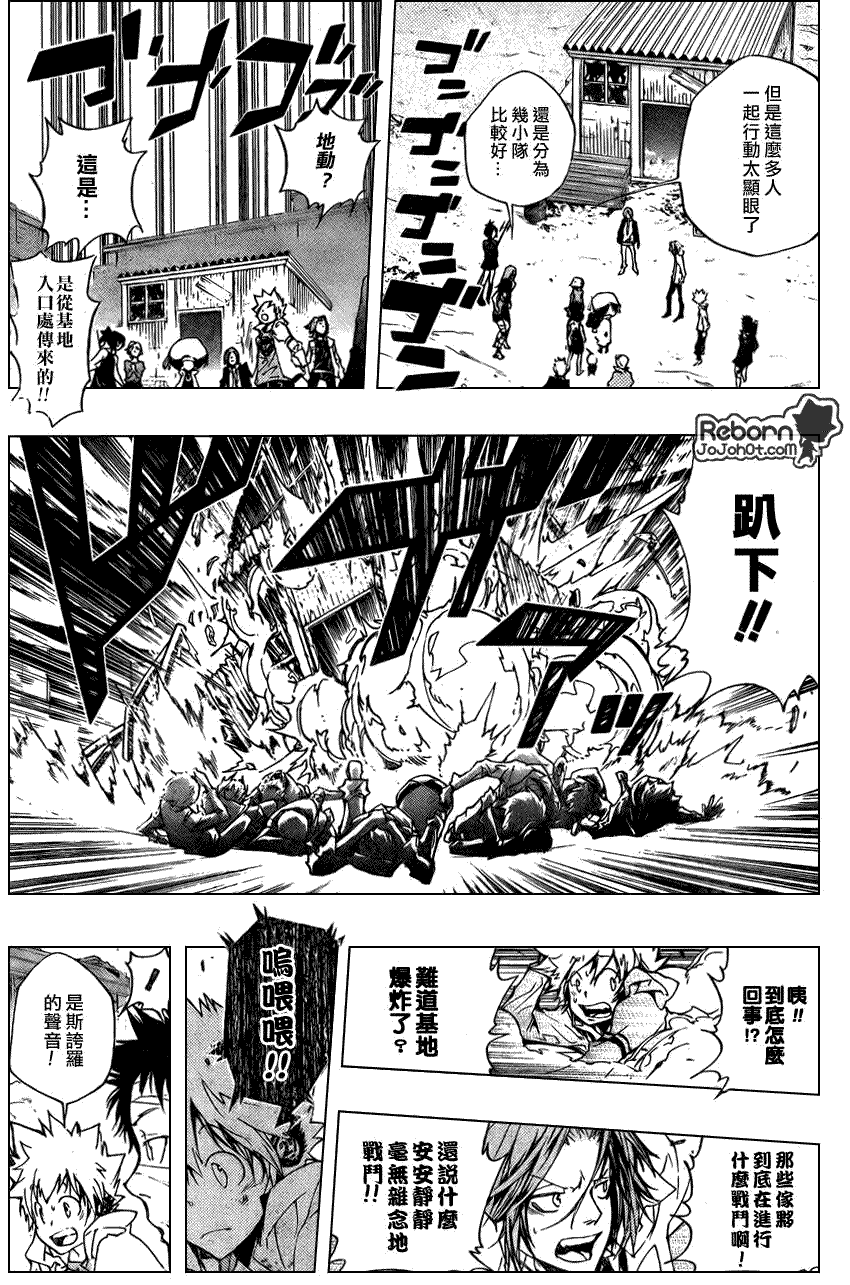 但是這麼多人
一起行動太顯眼了
還是分為
幾小隊
比較好…
ゴゴゴゴン
ゴゴゴゴ
地動?
這是…
是從基地
入口處傳來的!!
Reborn
JoJoHOt.com
趴下!!
ドガガアッ
咦!!
到底怎麼
回事!?
難道基地
爆炸了?
那些傢夥
到底在進行
什麼戰鬥啊!
還說什麼
安安靜靜
毫無雜念地
戰鬥!!
嗚喂喂!!
!
是斯誇羅
的聲音!